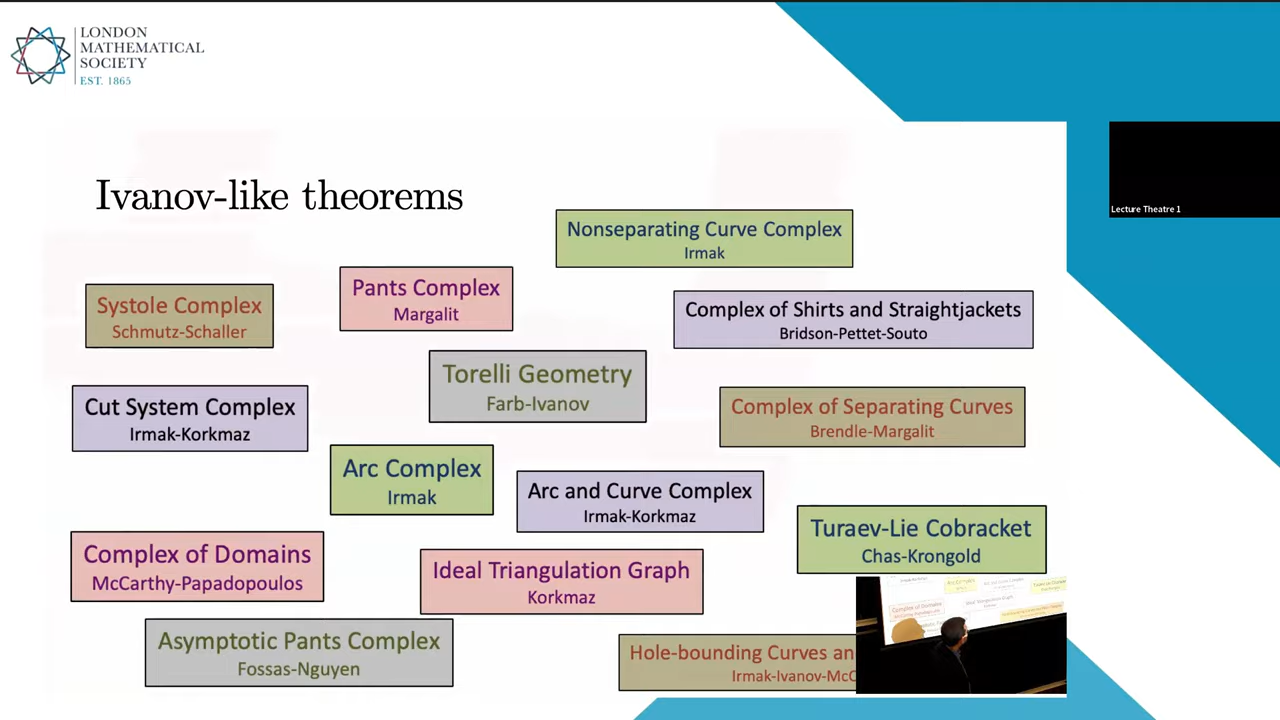 LONDON
MATHEMATICAL
SOCIETY
EST. 1865
Lecture Theatre 1
Ivanov-like theorems
Nonseparating Curve Complex
Irmak
Systole Complex
Schmutz-Schaller
Pants Complex
Margalit
Complex of Shirts and Straightjackets
Bridson-Pettet-Souto
Torelli Geometry
Farb-Ivanov
Cut System Complex
Irmak-Korkmaz
Complex of Separating Curves
Brendle-Margalit
Arc Complex
Irmak
Arc and Curve Complex
Irmak-Korkmaz
Turaev-Lie Cobracket
Chas-Krongold
Complex of Domains
McCarthy-Papadopoulos
Ideal Triangulation Graph
Korkmaz
Asymptotic Pants Complex
Fossas-Nguyen
Hole-bounding Curves an
Irmak-Ivanov-McC